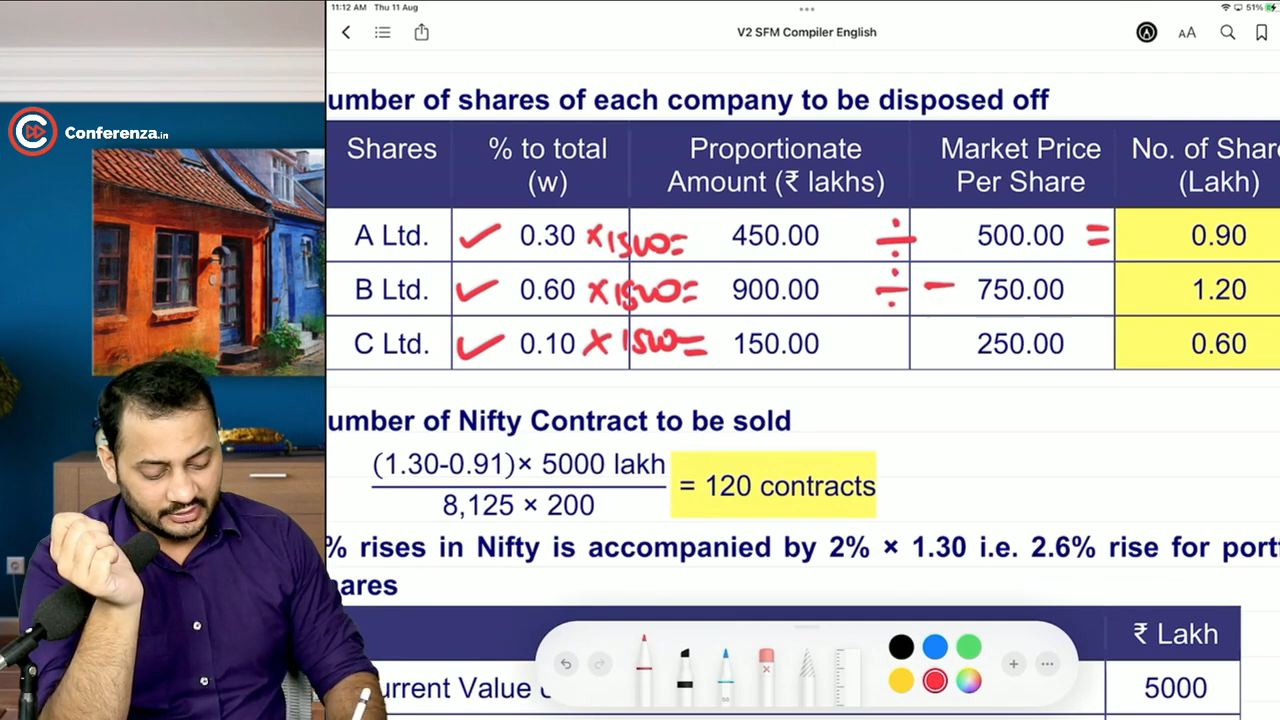 11:12 AM Thu 11 Aug
51%
V2 SFM Compiler English
AA
Conferenza.in
umber of shares of each company to be disposed off
Shares % to total (w) Proportionate Amount (₹ lakhs) Market Price Per Share No. of Share (Lakh)
A Ltd. 0.30 ×1500= 450.00 ÷ 500.00 = 0.90
B Ltd. 0.60 ×1500= 900.00 ÷ - 750.00 1.20
C Ltd. 0.10 ×1500= 150.00 250.00 0.60
umber of Nifty Contract to be sold
(1.30-0.91)× 5000 lakh
8,125 × 200
= 120 contracts
% rises in Nifty is accompanied by 2% × 1.30 i.e. 2.6% rise for portf
hares
₹ Lakh
urrent Value 5000